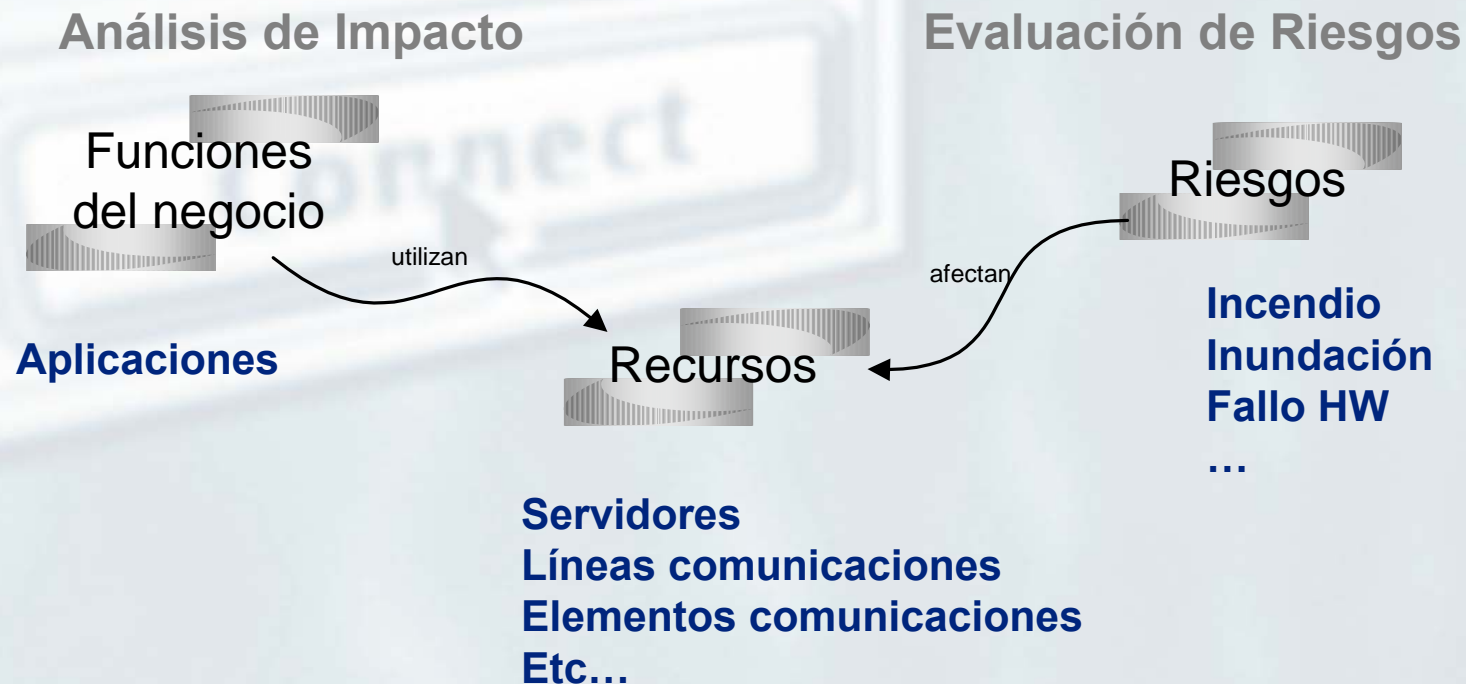 Análisis de Impacto
Evaluación de Riesgos
Connect
Funciones
del negocio
Riesgos
utilizan
afectan
Aplicaciones
Recursos
Incendio
Inundación
Fallo HW
…
Servidores
Líneas comunicaciones
Elementos comunicaciones
Etc…